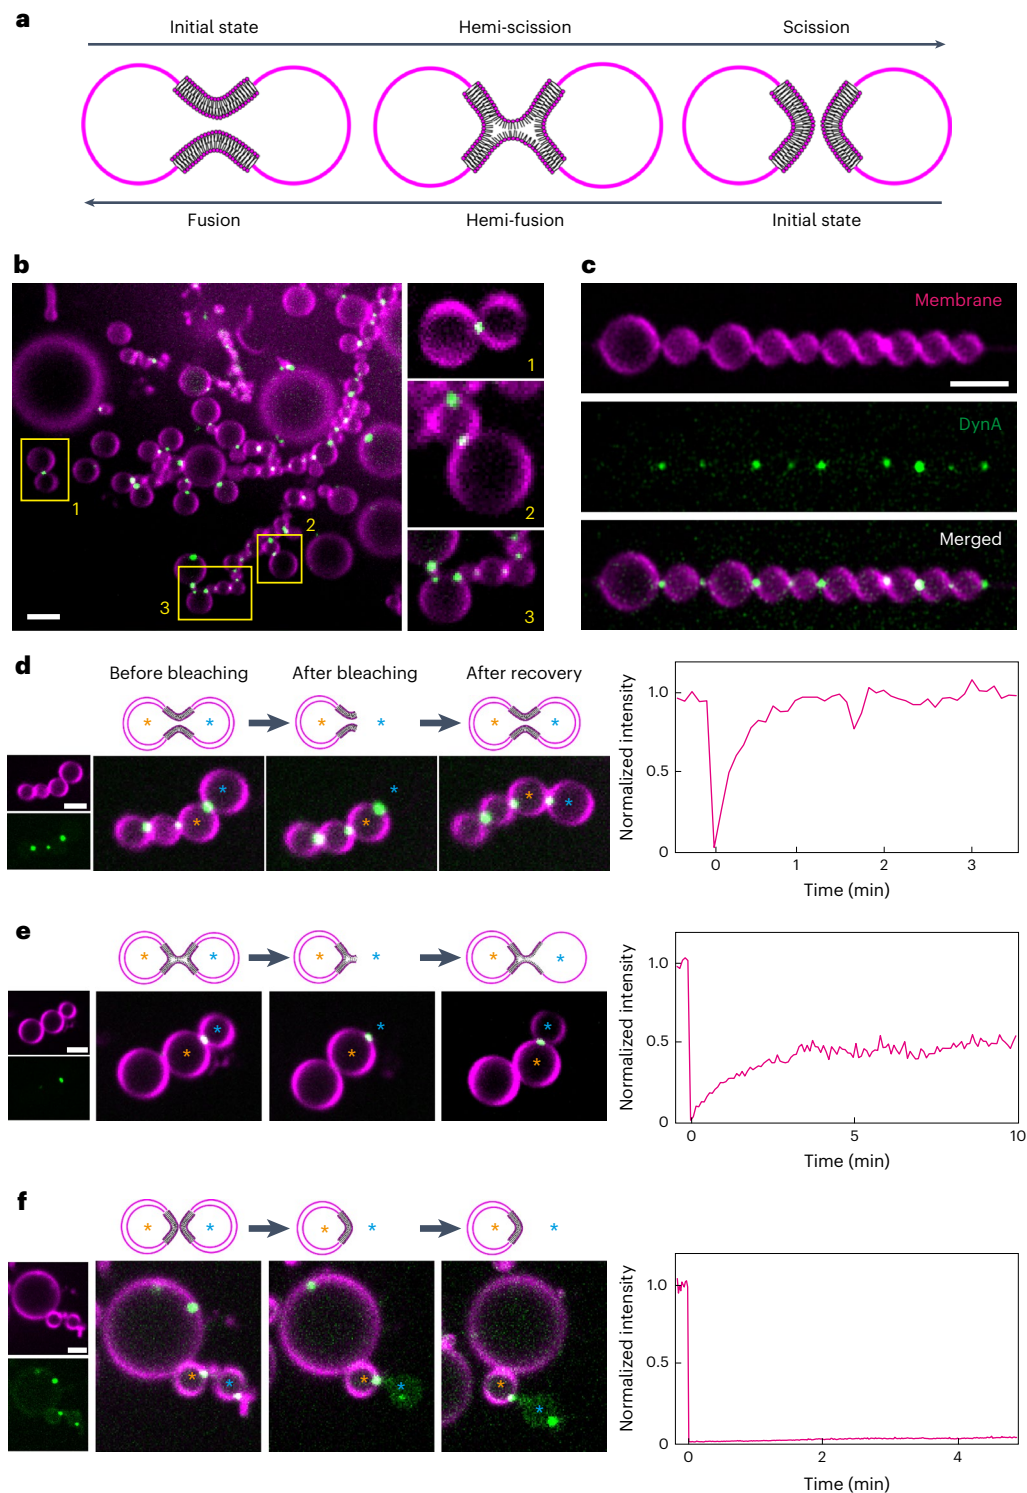 a
Initial state
Hemi-scission
Scission
Fusion
Hemi-fusion
Initial state
b
1
2
3
1
2
3
c
Membrane
DynA
Merged
d
Before bleaching
After bleaching
After recovery
* * * * * *
* * * * *
Normalized intensity
1.0
0.5
0
0 1 2 3
Time (min)
e
* * * * * *
* * * * * *
Normalized intensity
1.0
0.5
0
0 5 10
Time (min)
f
* * * * * *
* * * * * *
Normalized intensity
1.0
0.5
0
0 2 4
Time (min)